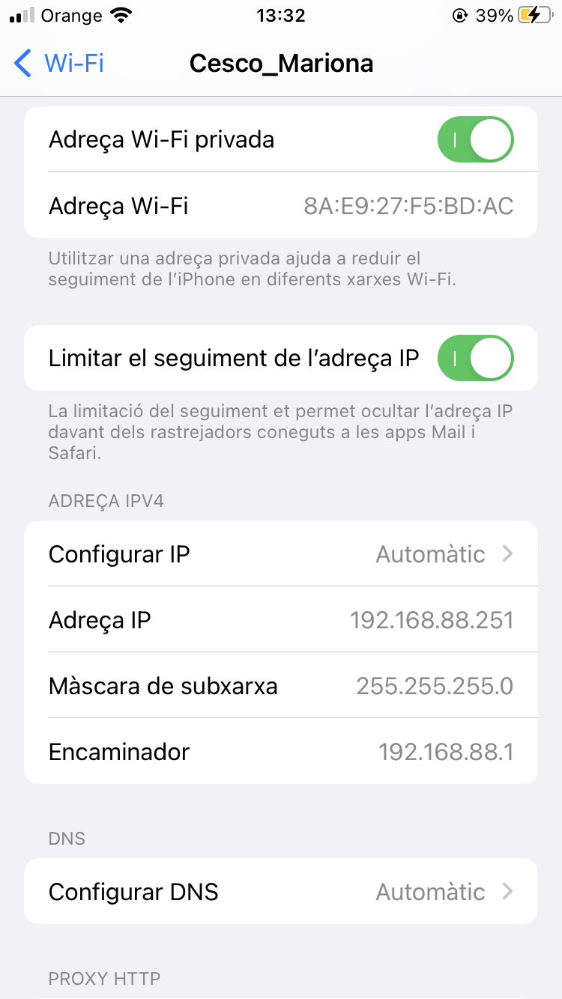 Orange 13:32 39%
Wi-Fi Cesco_Mariona
Adreça Wi-Fi privada
Adreça Wi-Fi 8A:E9:27:F5:BD:AC
Utilitzar una adreça privada ajuda a reduir el
seguiment de l’iPhone en diferents xarxes Wi-Fi.
Limitar el seguiment de l’adreça IP
La limitació del seguiment et permet ocultar l’adreça IP
davant dels rastrejadors coneguts a les apps Mail i
Safari.
ADREÇA IPV4
Configurar IP Automàtic
Adreça IP 192.168.88.251
Màscara de subxarxa 255.255.255.0
Encaminador 192.168.88.1
DNS
Configurar DNS Automàtic
PROXY HTTP